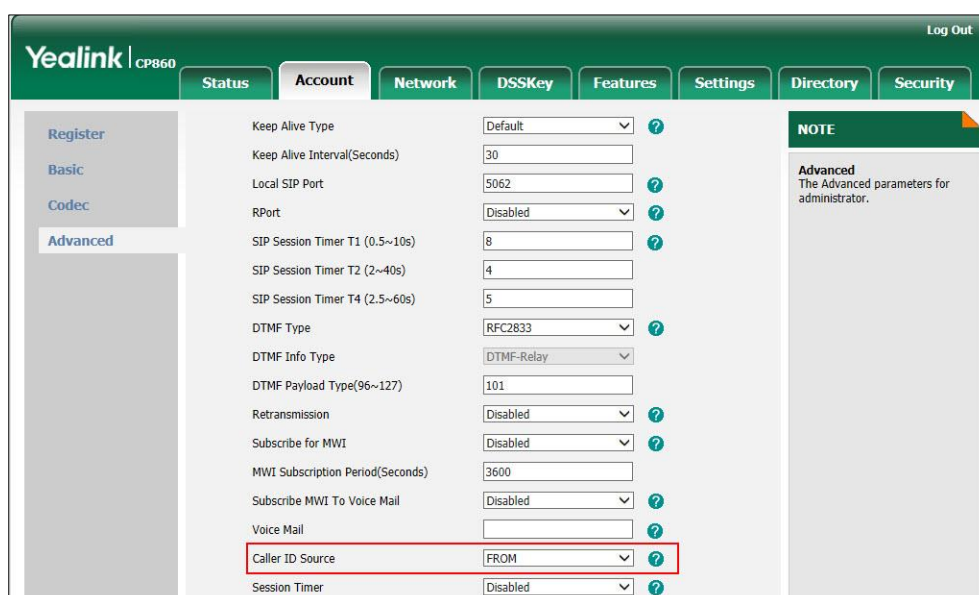 Log Out
Yealink CP860
Status Account Network DSSKey Features Settings Directory Security
Register
Basic
Codec
Advanced
Keep Alive Type Default ?
Keep Alive Interval(Seconds) 30
Local SIP Port 5062 ?
RPort Disabled ?
SIP Session Timer T1 (0.5~10s) 8 ?
SIP Session Timer T2 (2~40s) 4
SIP Session Timer T4 (2.5~60s) 5
DTMF Type RFC2833 ?
DTMF Info Type DTMF-Relay
DTMF Payload Type(96~127) 101
Retransmission Disabled ?
Subscribe for MWI Disabled ?
MWI Subscription Period(Seconds) 3600
Subscribe MWI To Voice Mail Disabled ?
Voice Mail ?
Caller ID Source FROM ?
Session Timer Disabled ?
NOTE
Advanced
The Advanced parameters for
administrator.